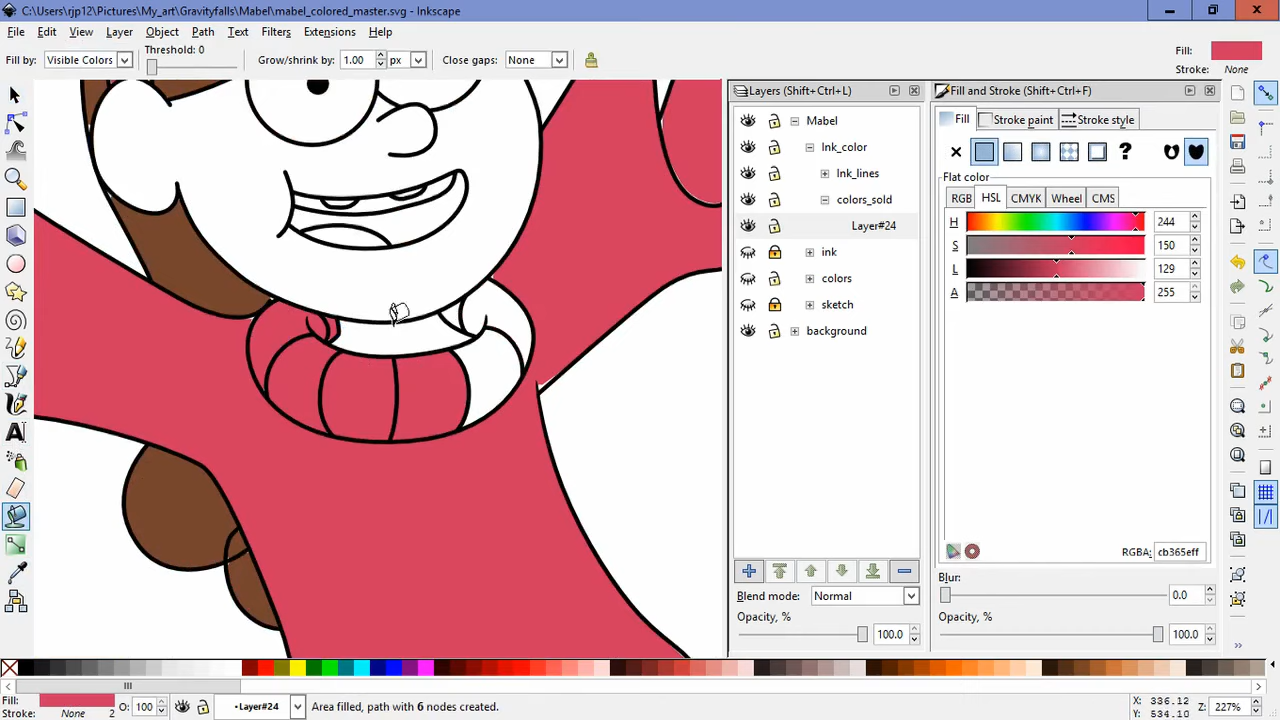 C:\Users\rjp12\Pictures\My_art\Gravityfalls\Mabel\mabel_colored_master.svg - Inkscape
File Edit View Layer Object Path Text Filters Extensions Help
Fill by: Visible Colors Threshold: 0 Grow/shrink by: 1.00 px Close gaps: None
Fill:
Stroke: None
Layers (Shift+Ctrl+L)
Mabel
Ink_color
Ink_lines
colors_sold
Layer#24
ink
colors
sketch
background
Blend mode: Normal
Opacity, % 100.0
Fill and Stroke (Shift+Ctrl+F)
Fill Stroke paint Stroke style
?
Flat color
RGB HSL CMYK Wheel CMS
H 244
S 150
L 129
A 255
RGBA: cb365eff
Blur:
0.0
Opacity, %
100.0
Fill:
Stroke: None 2
O: 100
•Layer#24
Area filled, path with 6 nodes created.
X: 336.12
Y: 534.10
Z: 227%